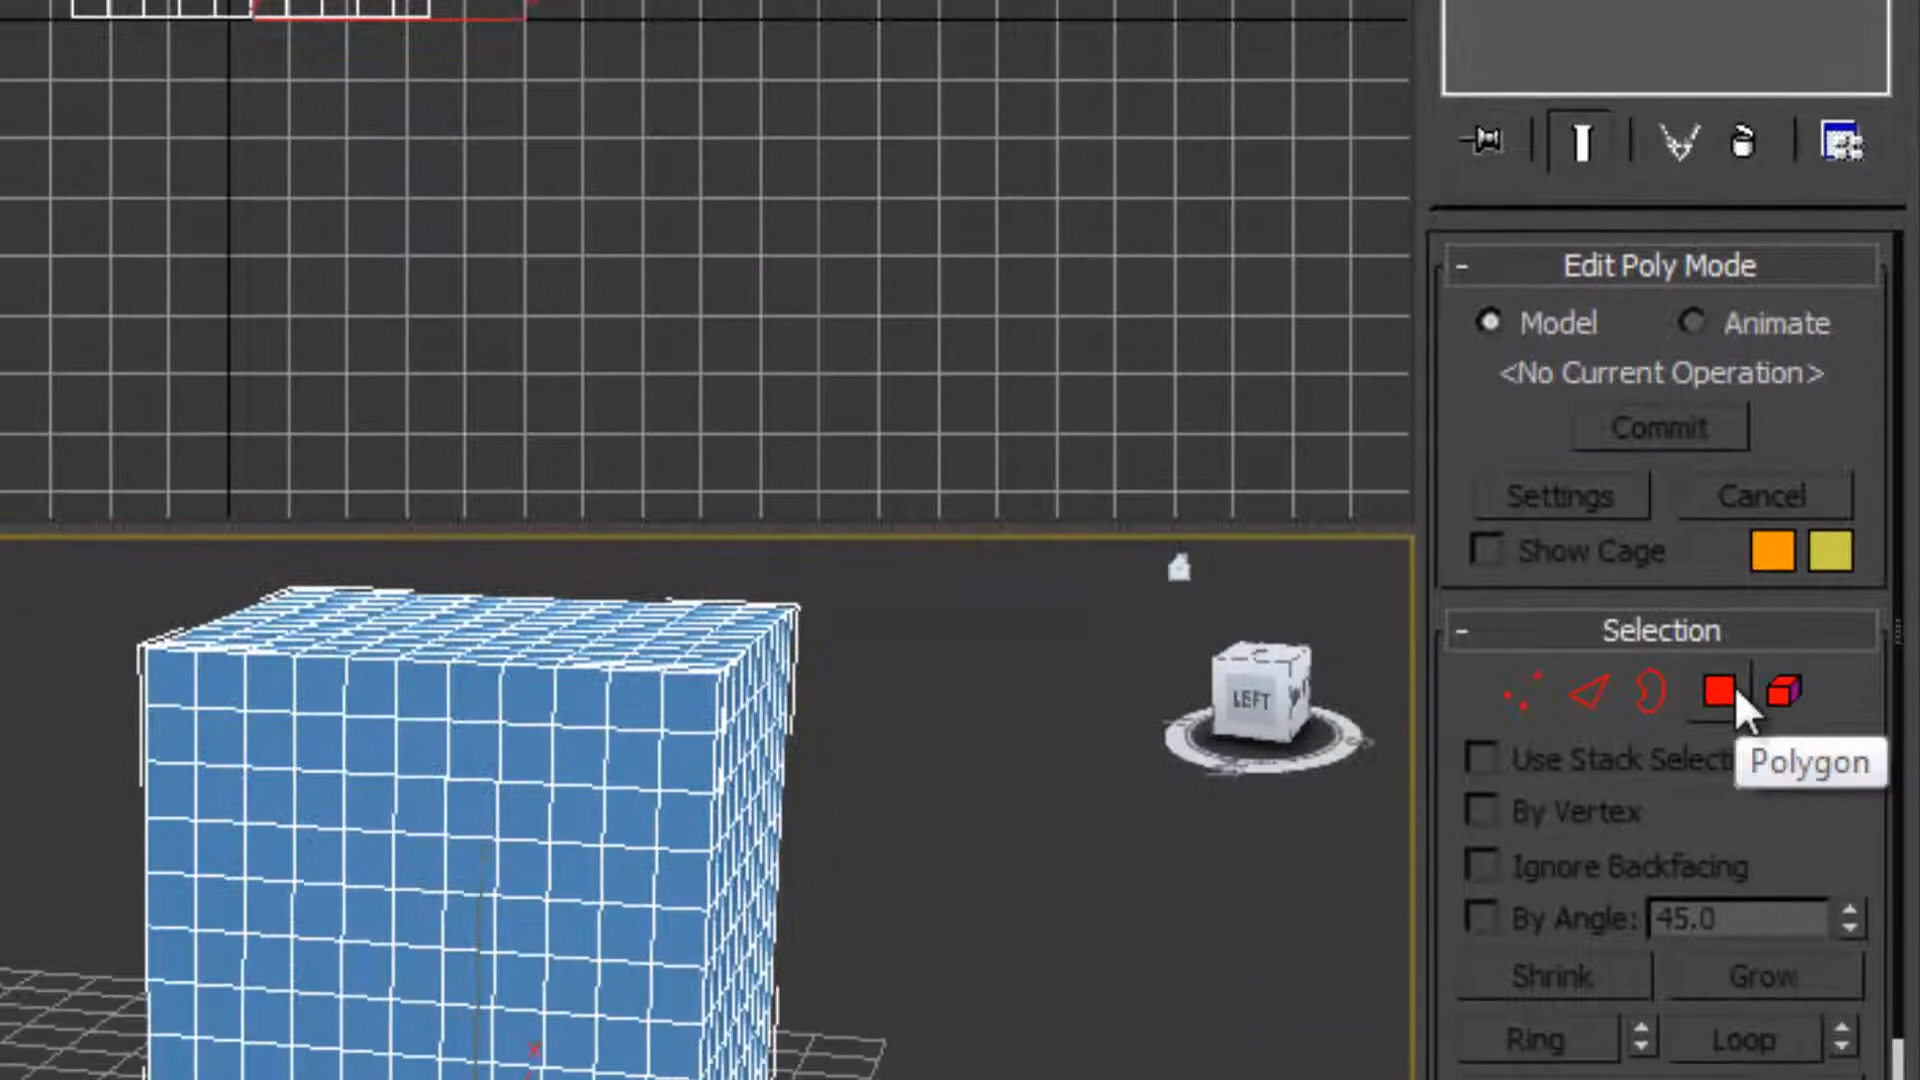 - Edit Poly Mode
Model Animate
<No Current Operation>
Commit
Settings Cancel
Show Cage
- Selection
LEFT
Use Stack Selecti
Polygon
By Vertex
Ignore Backfacing
By Angle: 45.0
Shrink Grow
x
Ring Loop